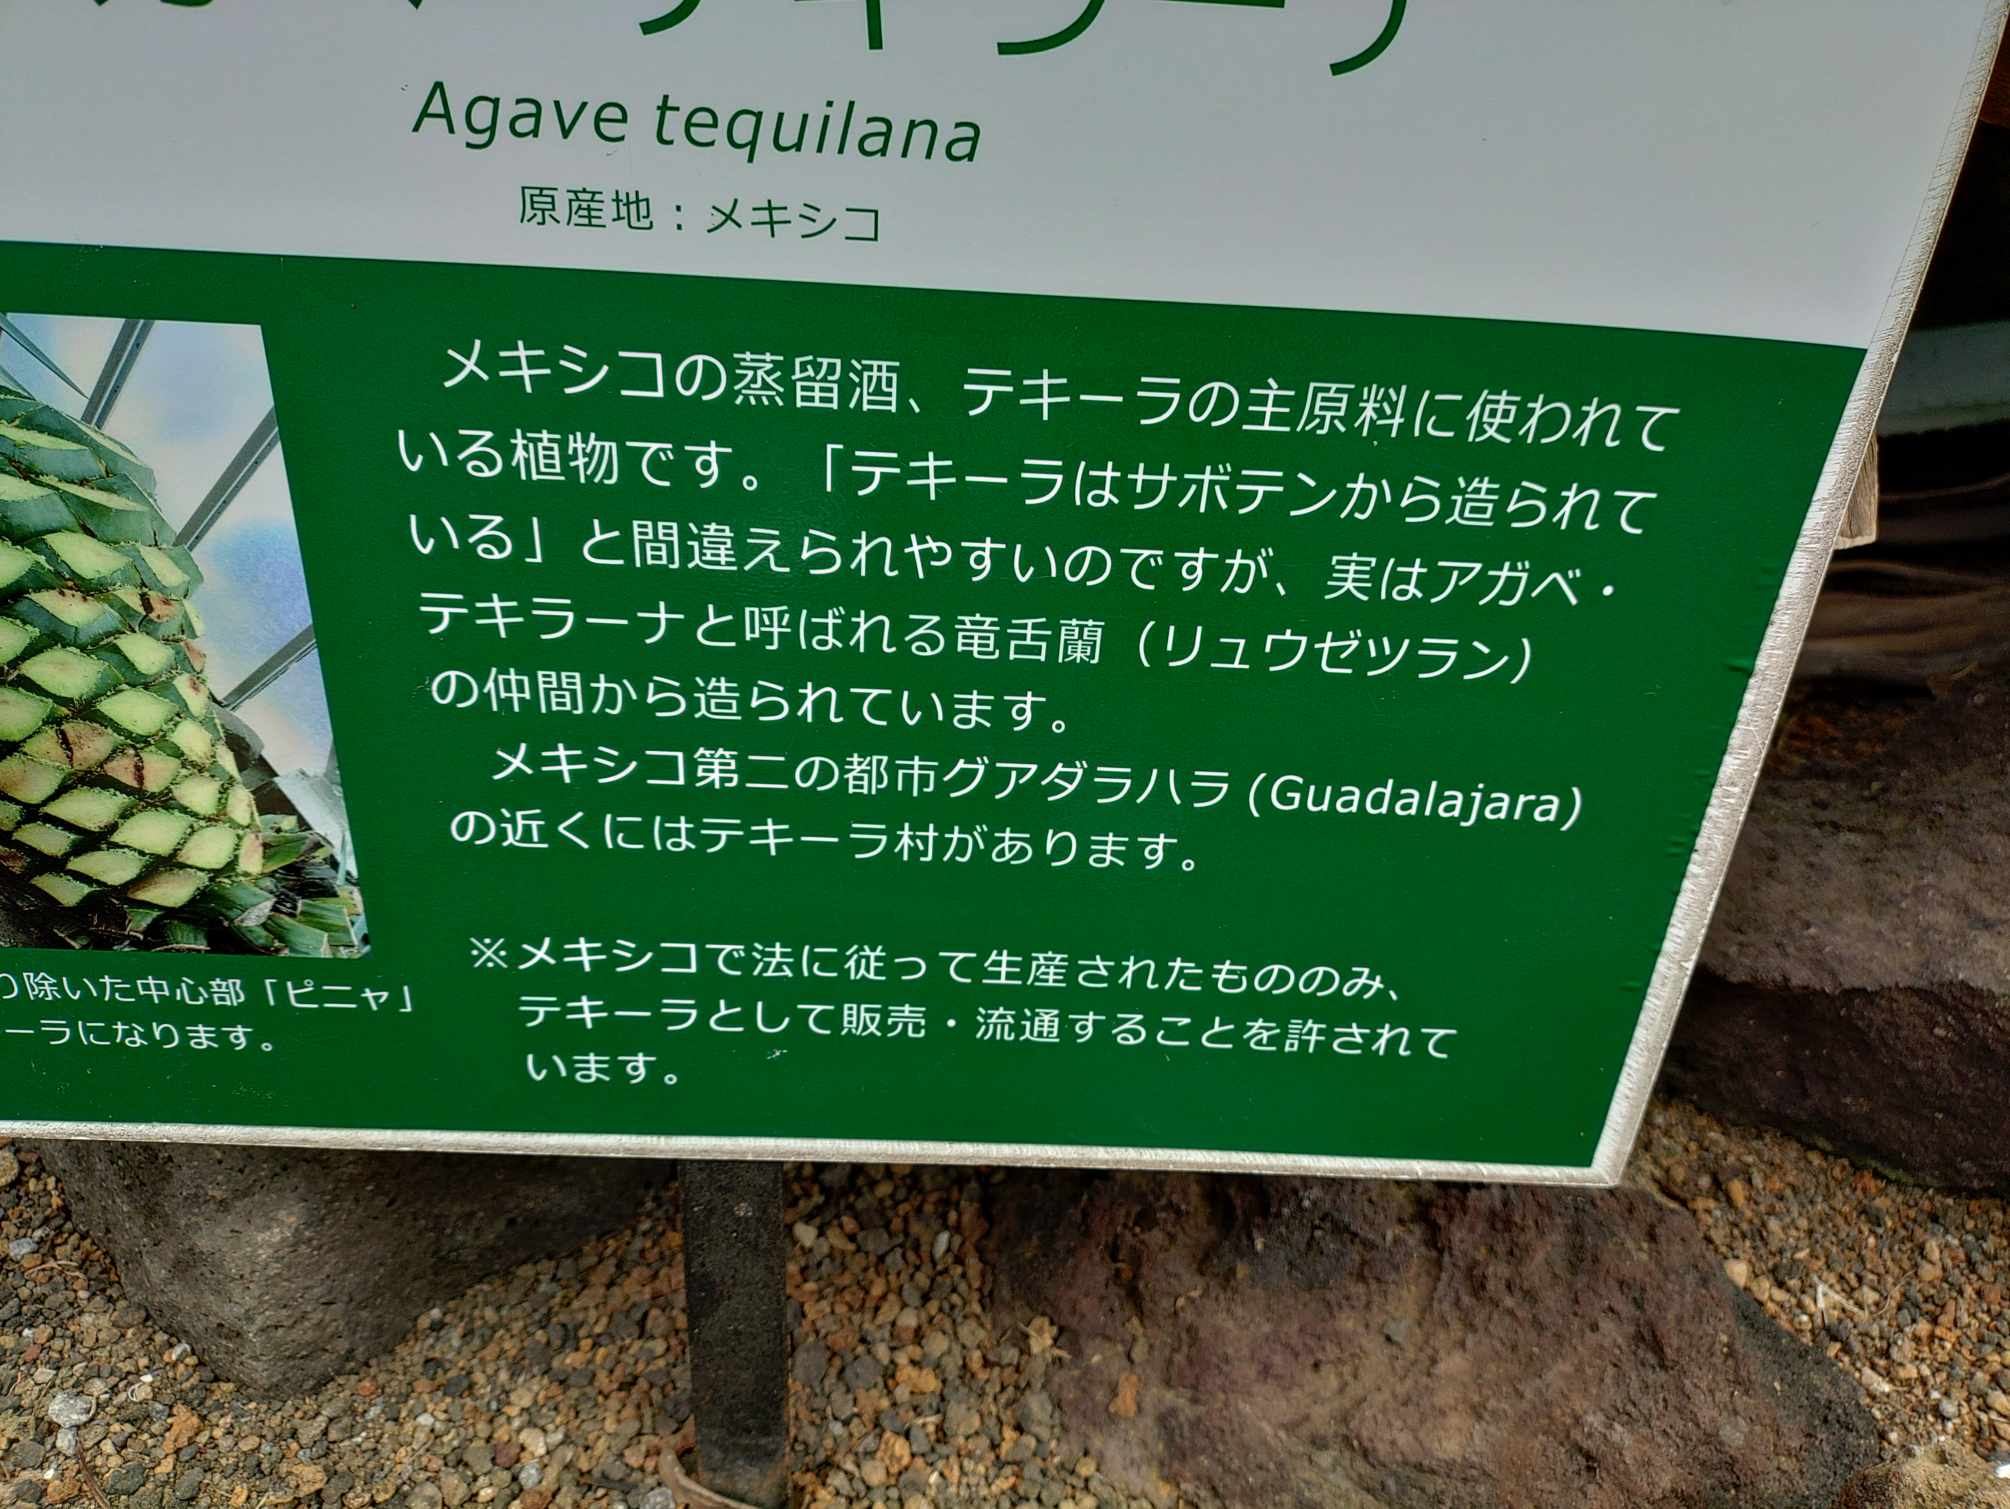 テキラーナ
Agave tequilana
原産地：メキシコ
メキシコの蒸留酒、テキーラの主原料に使われて
いる植物です。「テキーラはサボテンから造られて
いる」と間違えられやすいのですが、実はアガベ・
テキラーナと呼ばれる竜舌蘭（リュウゼツラン）
の仲間から造られています。
メキシコ第二の都市グアダラハラ(Guadalajara)
の近くにはテキーラ村があります。
※メキシコで法に従って生産されたもののみ、
テキーラとして販売・流通することを許されて
います。
り除いた中心部「ピニャ」
ーラになります。